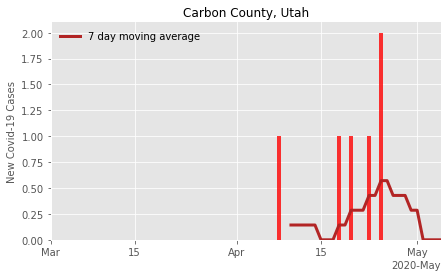 Carbon County, Utah
7 day moving average
New Covid-19 Cases
2.00
1.75
1.50
1.25
1.00
0.75
0.50
0.25
0.00
Mar 15 Apr 15 May
2020-May